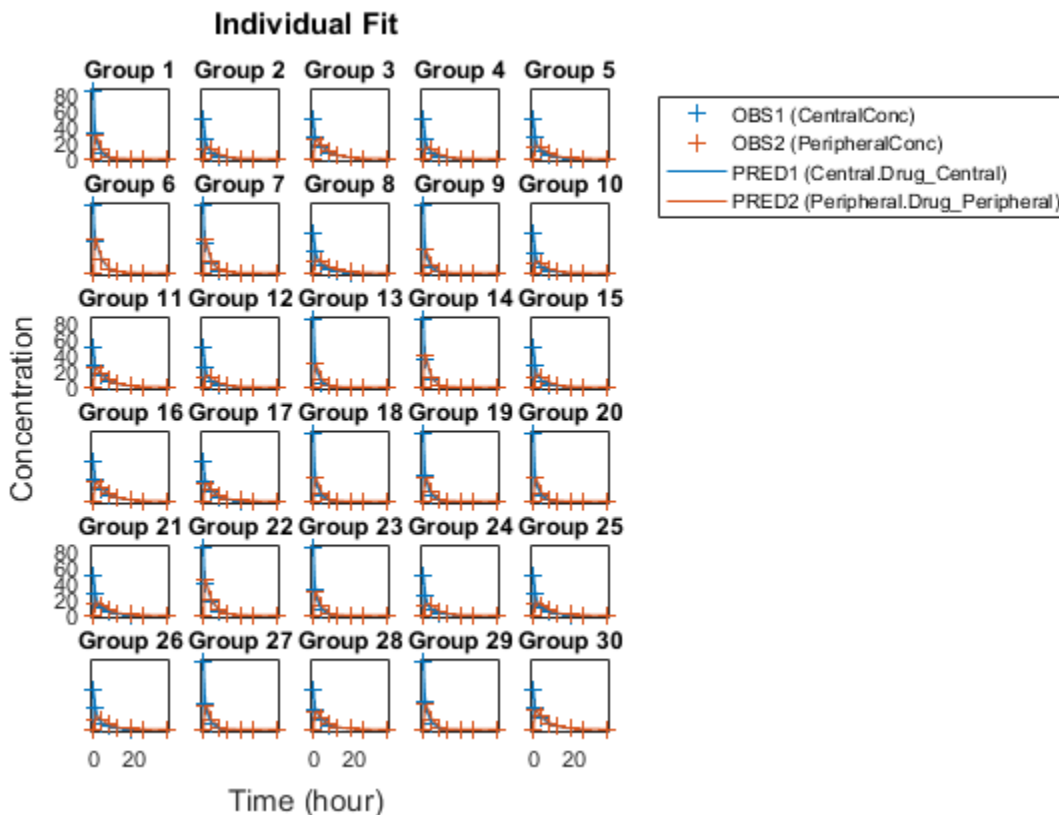 Individual Fit
Group 1 Group 2 Group 3 Group 4 Group 5
80
60
40
20
0
OBS1 (CentralConc)
OBS2 (PeripheralConc)
PRED1 (Central.Drug_Central)
PRED2 (Peripheral.Drug_Peripheral)
Group 6 Group 7 Group 8 Group 9 Group 10
Group 11 Group 12 Group 13 Group 14 Group 15
80
60
40
20
0
Group 16 Group 17 Group 18 Group 19 Group 20
Group 21 Group 22 Group 23 Group 24 Group 25
80
60
40
20
0
Group 26 Group 27 Group 28 Group 29 Group 30
0 20 0 20 0 20
Concentration
Time (hour)